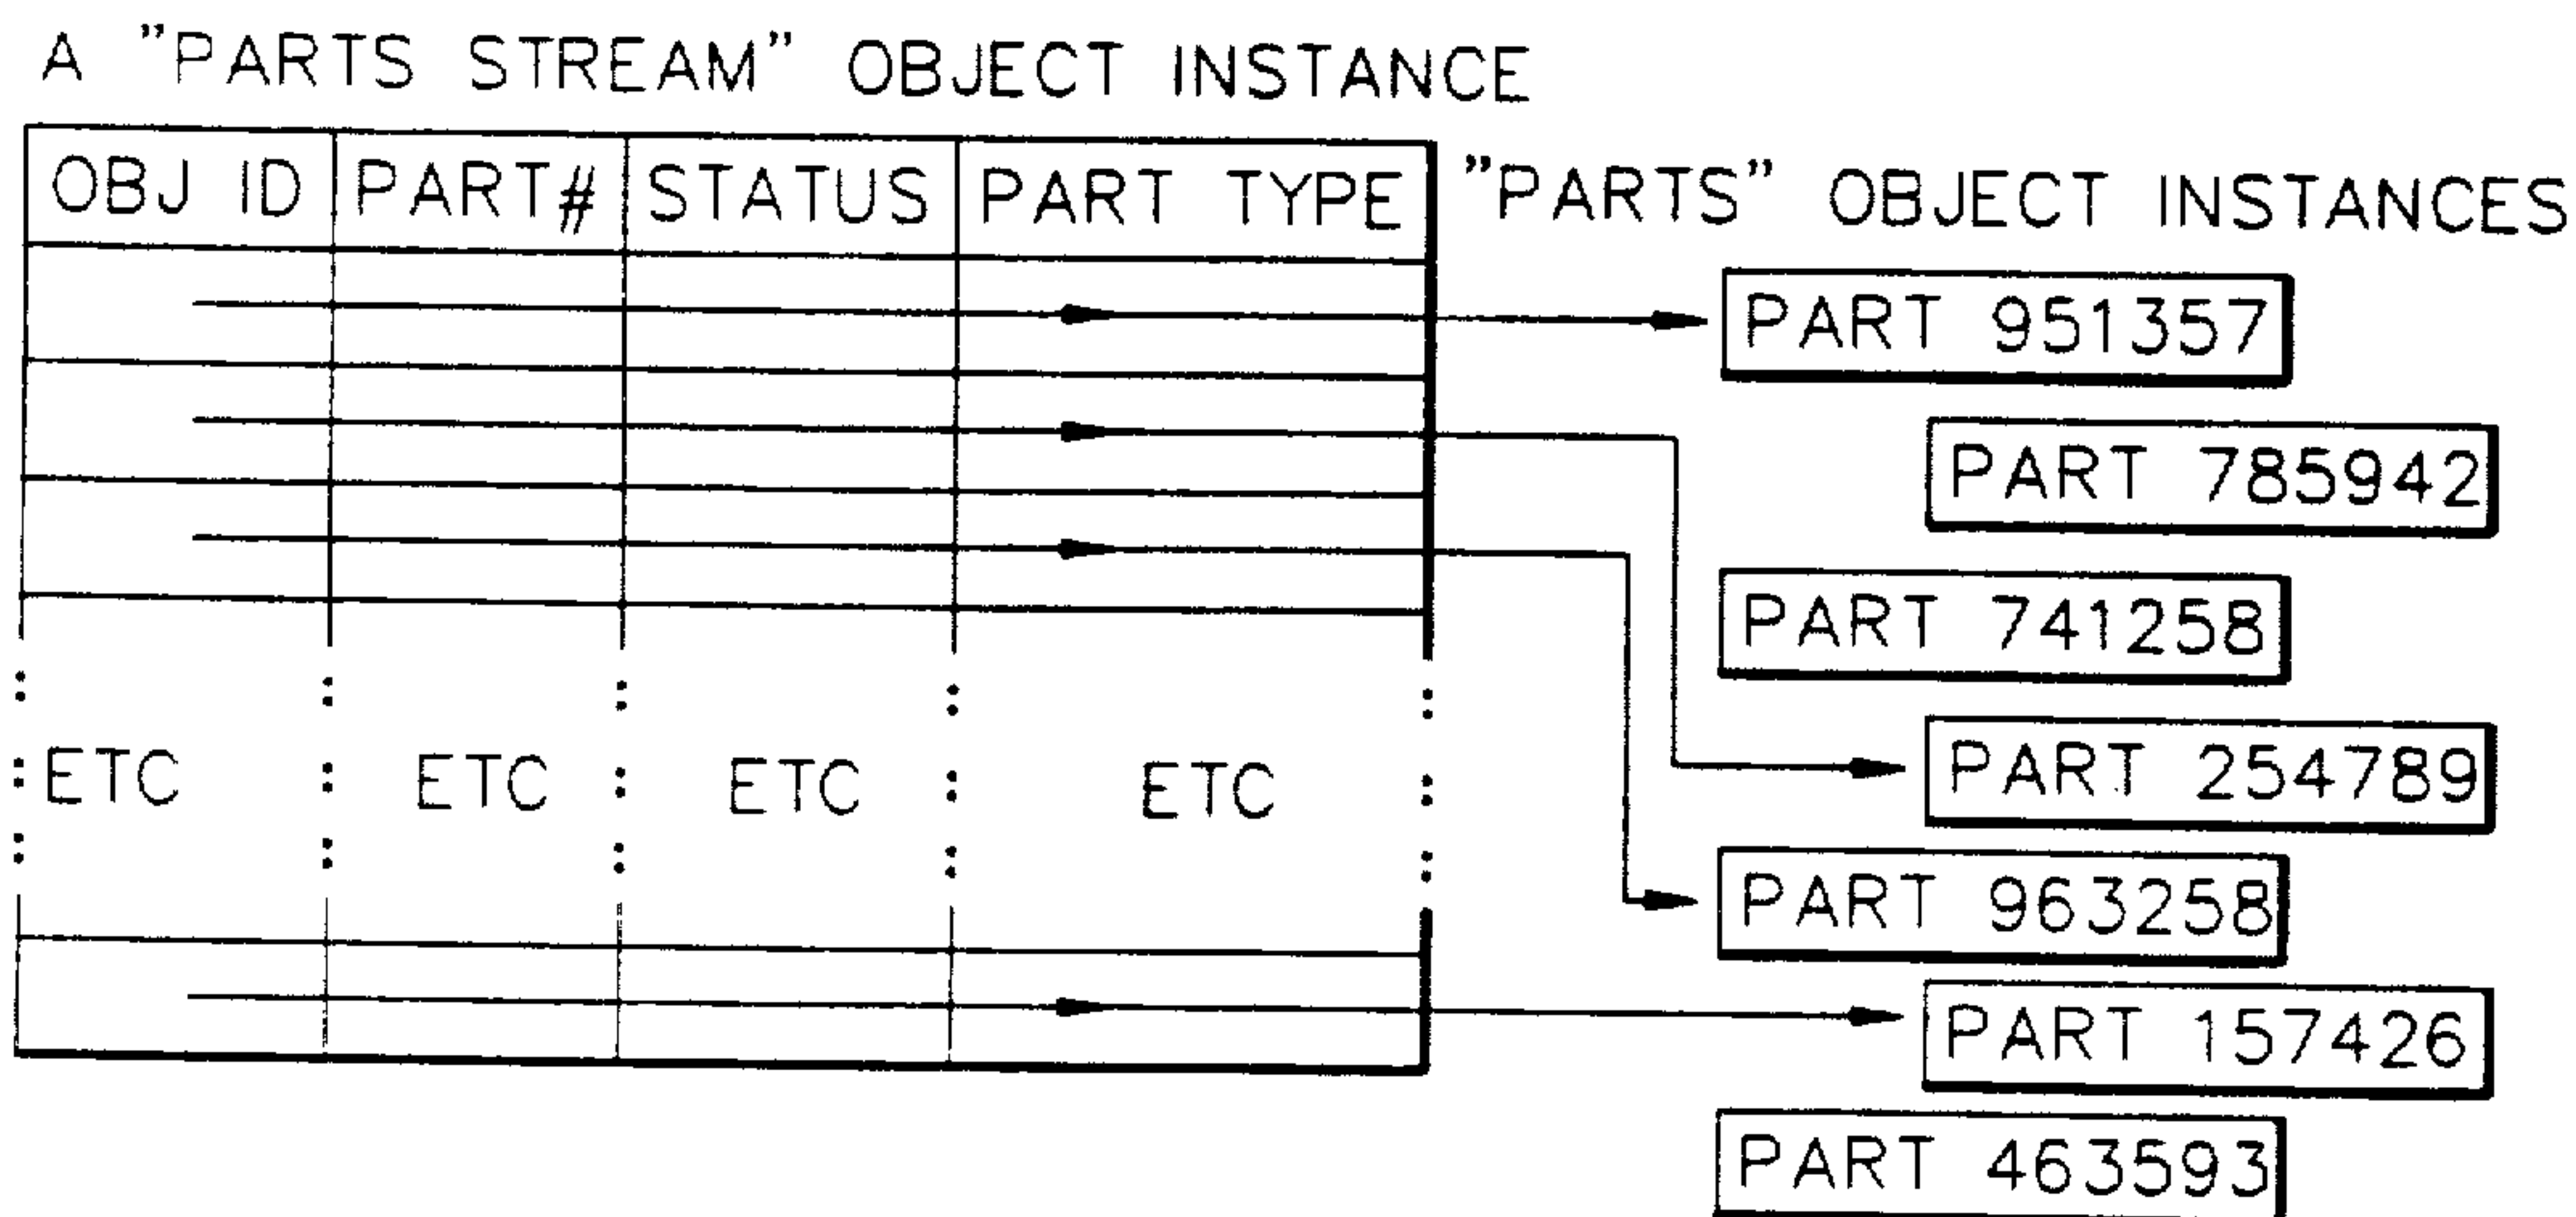 A "PARTS STREAM" OBJECT INSTANCE
OBJ ID PART# STATUS PART TYPE
"PARTS" OBJECT INSTANCES
PART 951357
PART 785942
PART 741258
PART 254789
ETC ETC ETC ETC
PART 963258
PART 157426
PART 463593